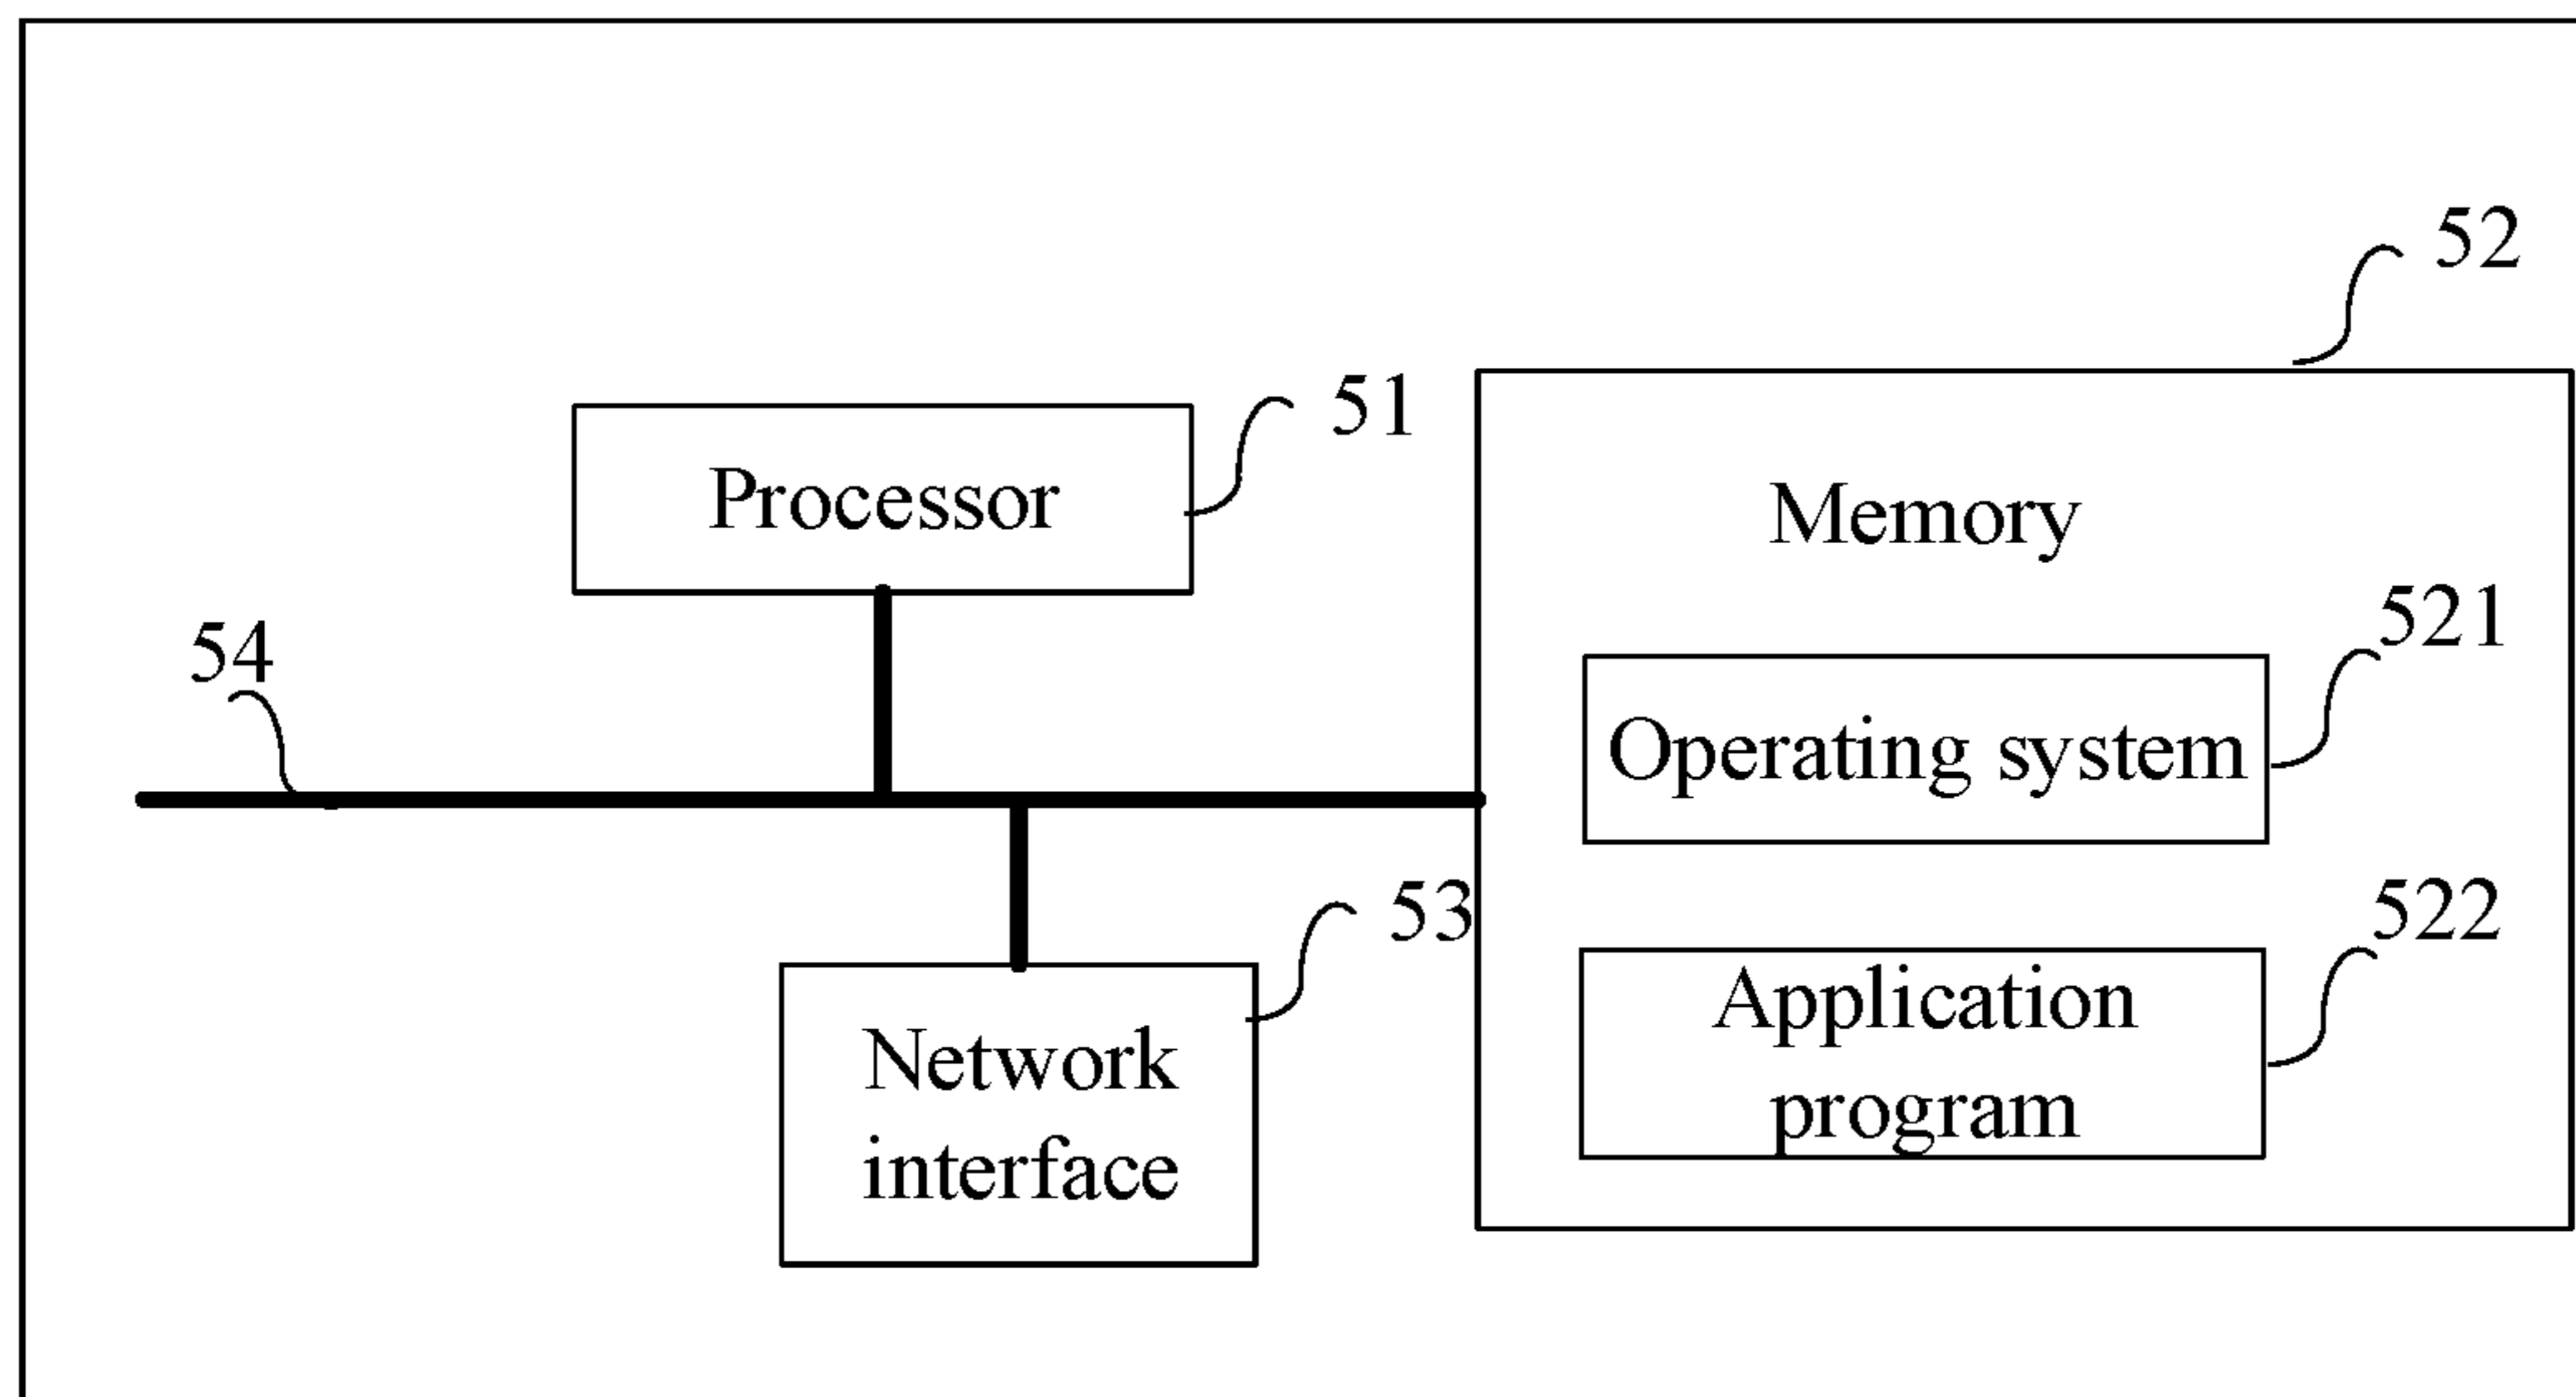 52
51
Processor
Memory
521
54
Operating system
53
522
Application
program
Network
interface